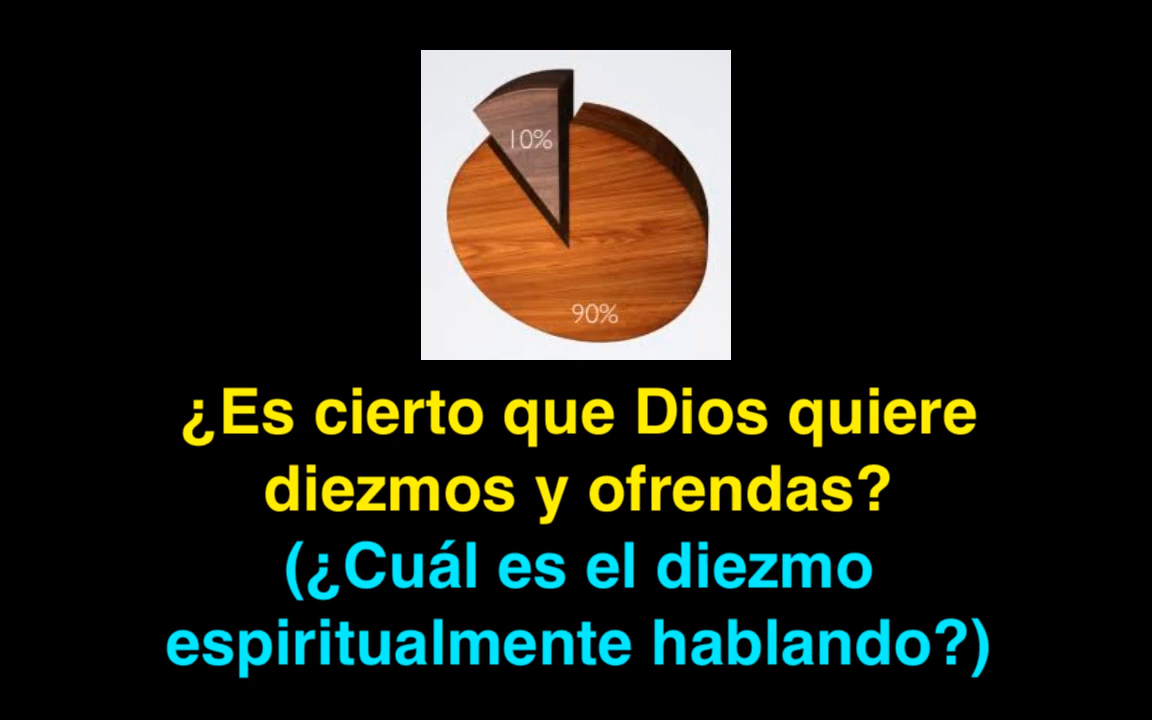 10%
90%
¿Es cierto que Dios quiere
diezmos y ofrendas?
(¿Cuál es el diezmo
espiritualmente hablando?)